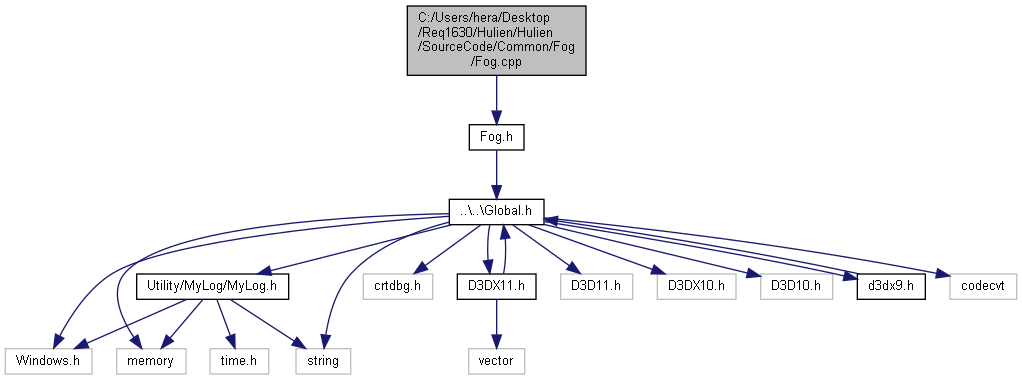 C:/Users/hera/Desktop
/Req1630/Hulien/Hulien
/SourceCode/Common/Fog
/Fog.cpp
Fog.h
..\..\Global.h
Utility/MyLog/MyLog.h
crtdbg.h
D3DX11.h
D3D11.h
D3DX10.h
D3D10.h
d3dx9.h
codecvt
Windows.h
memory
time.h
string
vector